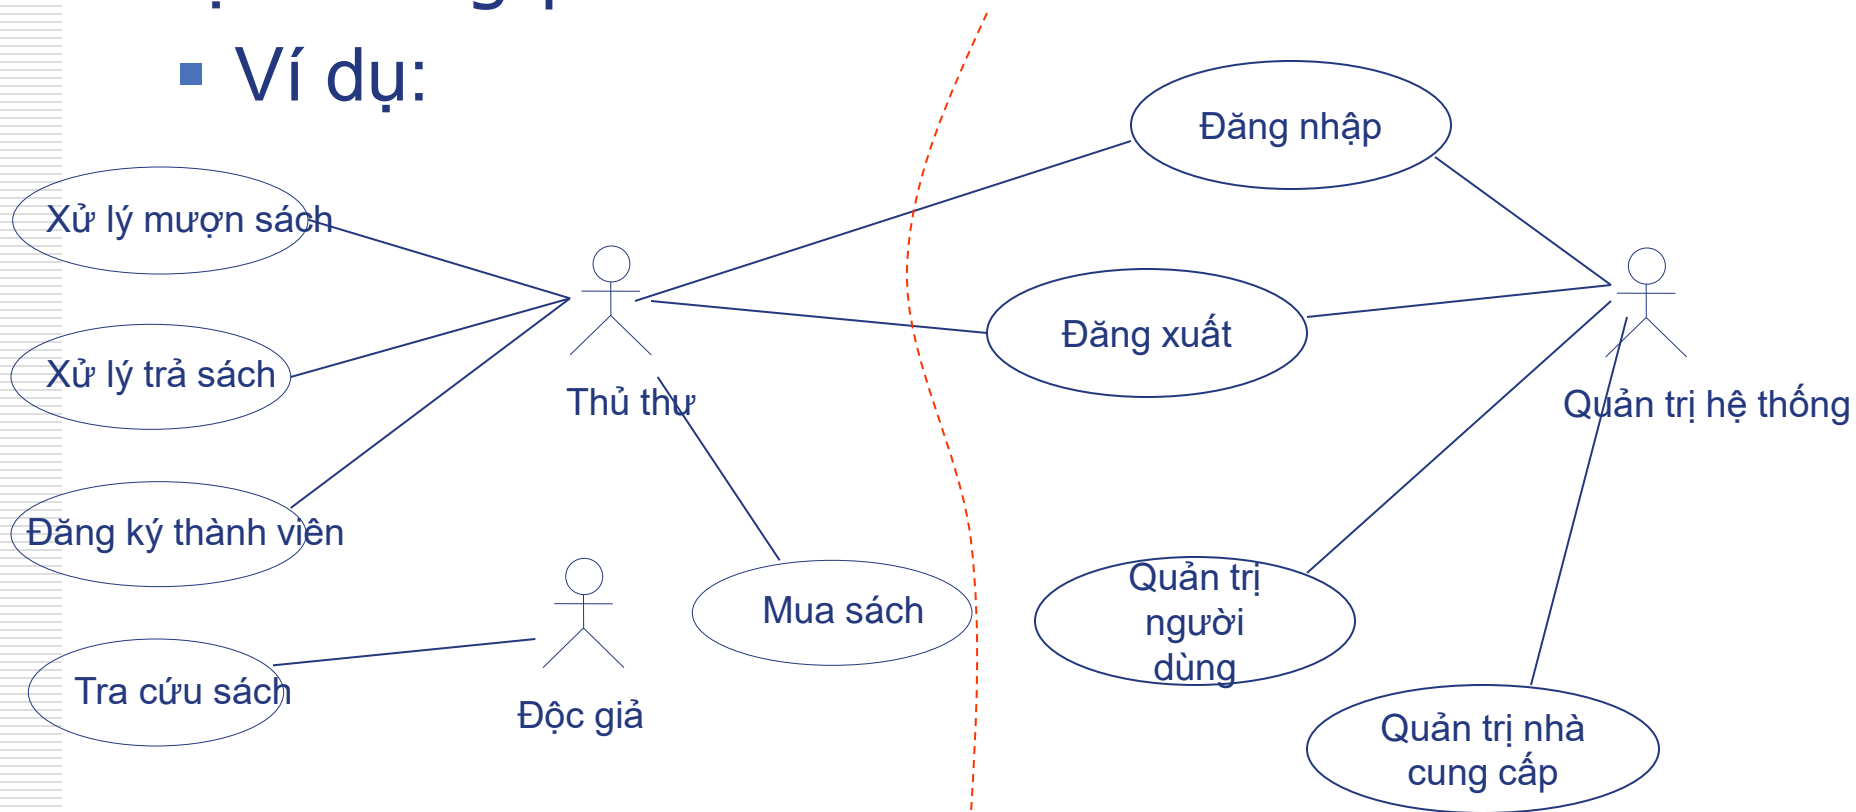 Ví dụ:
Đăng nhập
Xử lý mượn sách
Đăng xuất
Xử lý trả sách
Thủ thư
Quản trị hệ thống
Đăng ký thành viên
Mua sách
Quản trị
người
dùng
Tra cứu sách
Độc giả
Quản trị nhà
cung cấp